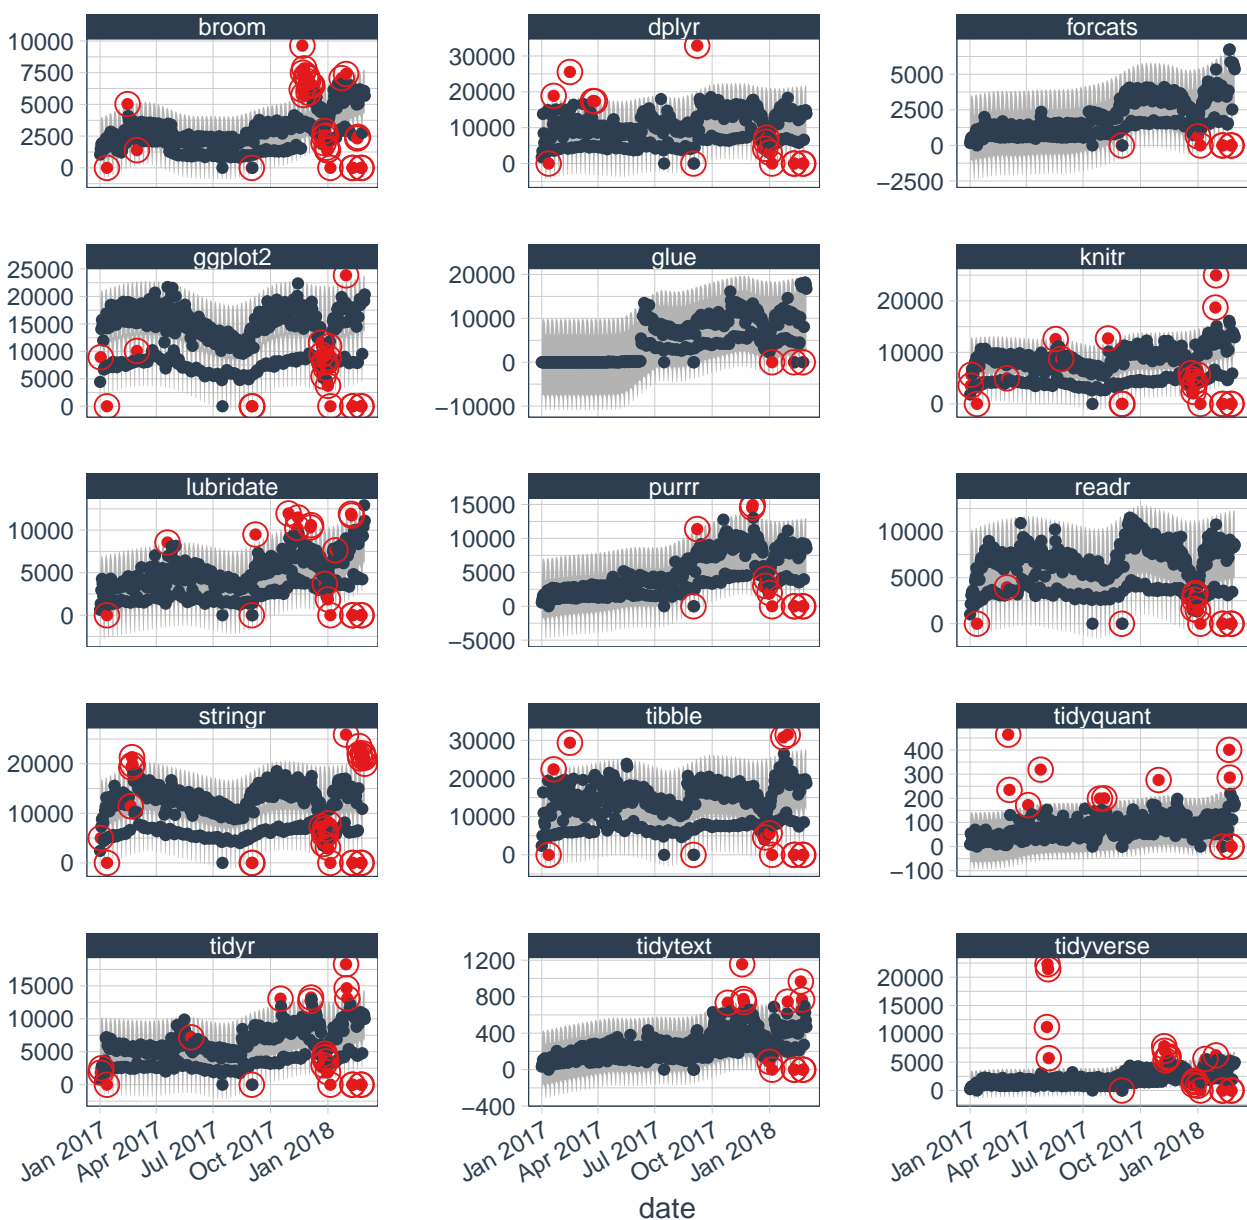 broom
10000
7500
5000
2500
0
dplyr
30000
20000
10000
0
forcats
5000
2500
0
−2500
ggplot2
25000
20000
15000
10000
5000
0
glue
20000
10000
0
−10000
knitr
20000
10000
0
lubridate
10000
5000
0
purrr
15000
10000
5000
0
−5000
readr
10000
5000
0
stringr
20000
10000
0
tibble
30000
20000
10000
0
tidyquant
400
300
200
100
0
−100
tidyr
15000
10000
5000
0
Jan 2017
Apr 2017
Jul 2017
Oct 2017
Jan 2018
tidytext
1200
800
400
0
−400
Jan 2017
Apr 2017
Jul 2017
Oct 2017
Jan 2018
tidyverse
20000
15000
10000
5000
0
Jan 2017
Apr 2017
Jul 2017
Oct 2017
Jan 2018
date